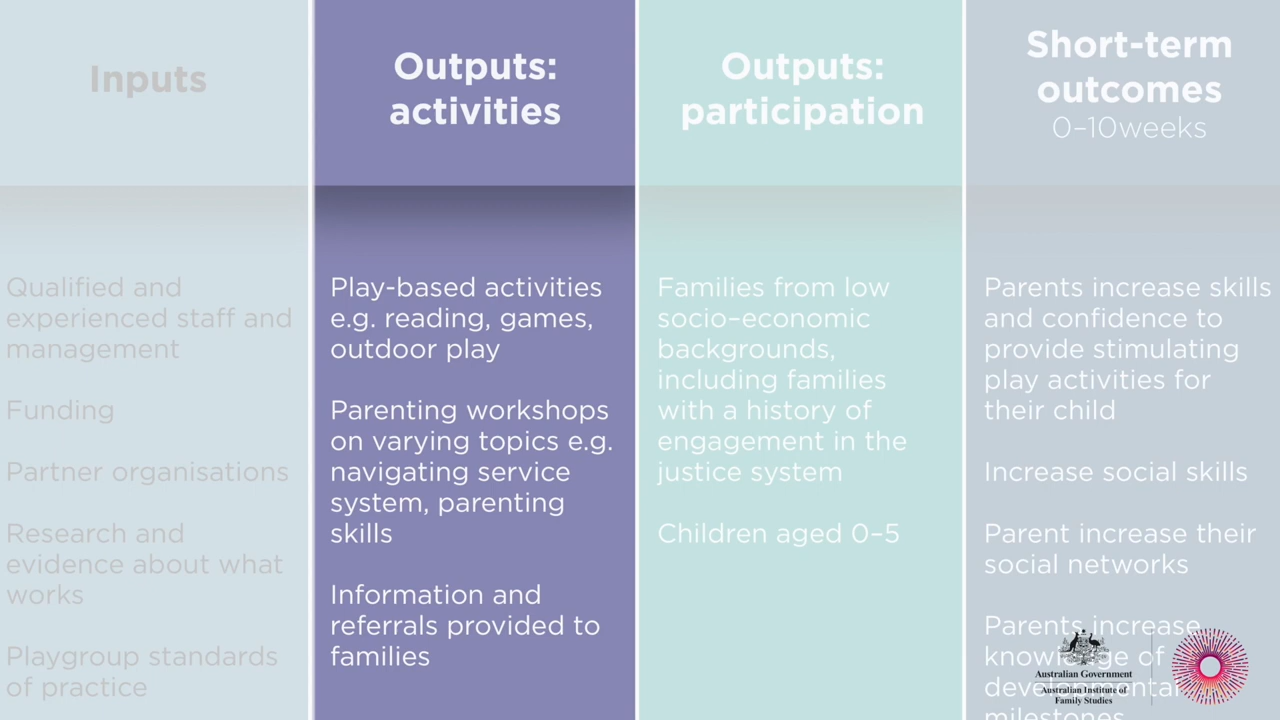 Inputs
Qualified and
experienced staff and
management
Funding
Partner organisations
Research and
evidence about what
works
Playgroup standards
of practice
Outputs:
activities
Play-based activities
e.g. reading, games,
outdoor play
Parenting workshops
on varying topics e.g.
navigating service
system, parenting
skills
Information and
referrals provided to
families
Outputs:
participation
Families from low
socio–economic
backgrounds,
including families
with a history of
engagement in the
justice system
Children aged 0–5
Short-term
outcomes
0–10weeks
Parents increase skills
and confidence to
provide stimulating
play activities for
their child
Increase social skills
Parent increase their
social networks
Parents increase
knowledge of
developmental
milestones
Australian Government
Australian Institute of
Family Studies